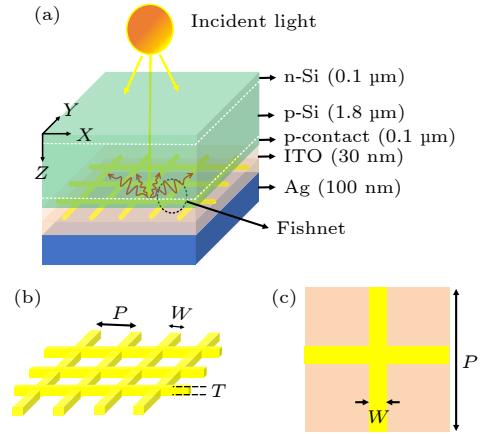 (a)
Incident light
n-Si (0.1 µm)
p-Si (1.8 µm)
p-contact (0.1 µm)
ITO (30 nm)
Ag (100 nm)
Fishnet
Y
X
Z
(b)
P
W
T
(c)
P
W